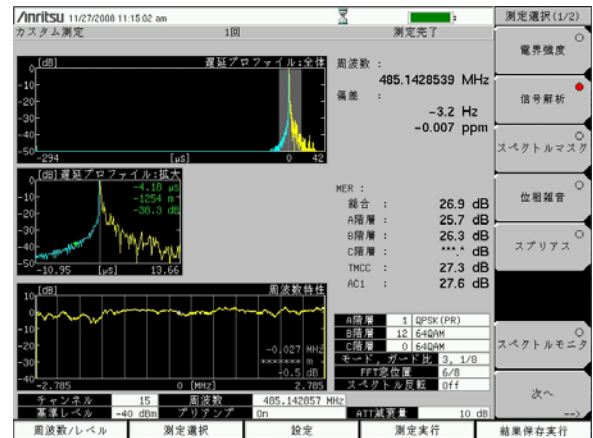 Anritsu 11/27/2008 11:15:02 am
測定選択(1/2)
カスタム測定 1回 測定完了
[dB] 遅延プロファイル:全体
0
-10
-20
-30
-40
-50
-294 [μs] 0 42
周波数 :
485.1428539 MHz
偏差 :
-3.2 Hz
-0.007 ppm
[dB] 遅延プロファイル:拡大
0
-10
-20
-30
-40
-50
-4.18 μs
-1254 m
-38.3 dB
-10.95 [μs] 13.66
MER :
総合 : 26.9 dB
A階層 : 25.7 dB
B階層 : 26.3 dB
C階層 : ***.* dB
TMCC : 27.3 dB
AC1 : 27.6 dB
[dB] 周波数特性
10
0
-10
-20
-30
-40
-0.027 MHz
******* m
-0.5 dB
-2.785 0 [MHz] 2.785
A階層 1 QPSK(PR)
B階層 12 64QAM
C階層 0 64QAM
モード, ガード比 3, 1/8
FFT窓位置 6/8
スペクトル反転 Off
チャンネル 15 周波数 485.142857 MHz
基準レベル -40 dBm プリアンプ On ATT減衰量 10 dB
電界強度
信号解析
スペクトルマスク
位相雑音
スプリアス
スペクトルモニタ
次へ
-->
周波数/レベル 測定選択 設定 測定実行 結果保存実行